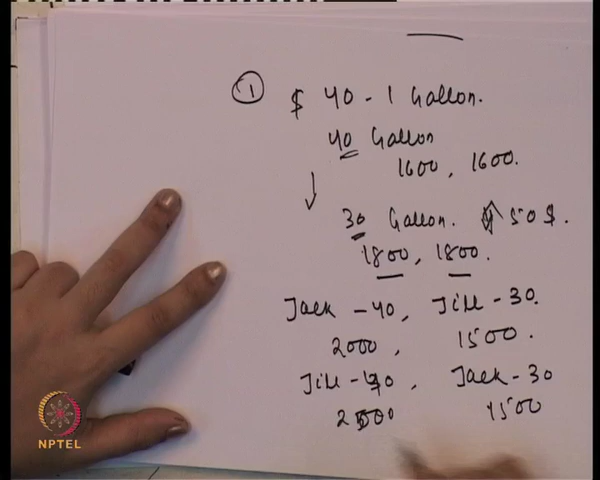 ① $ 40 - 1 Gallon.
40 Gallon
1600, 1600.
30 Gallon. 50 $.
1800, 1800.
Jack - 40, Jill - 30.
2000, 1500.
Jill - 40, Jack - 30
2000 1500
NPTEL